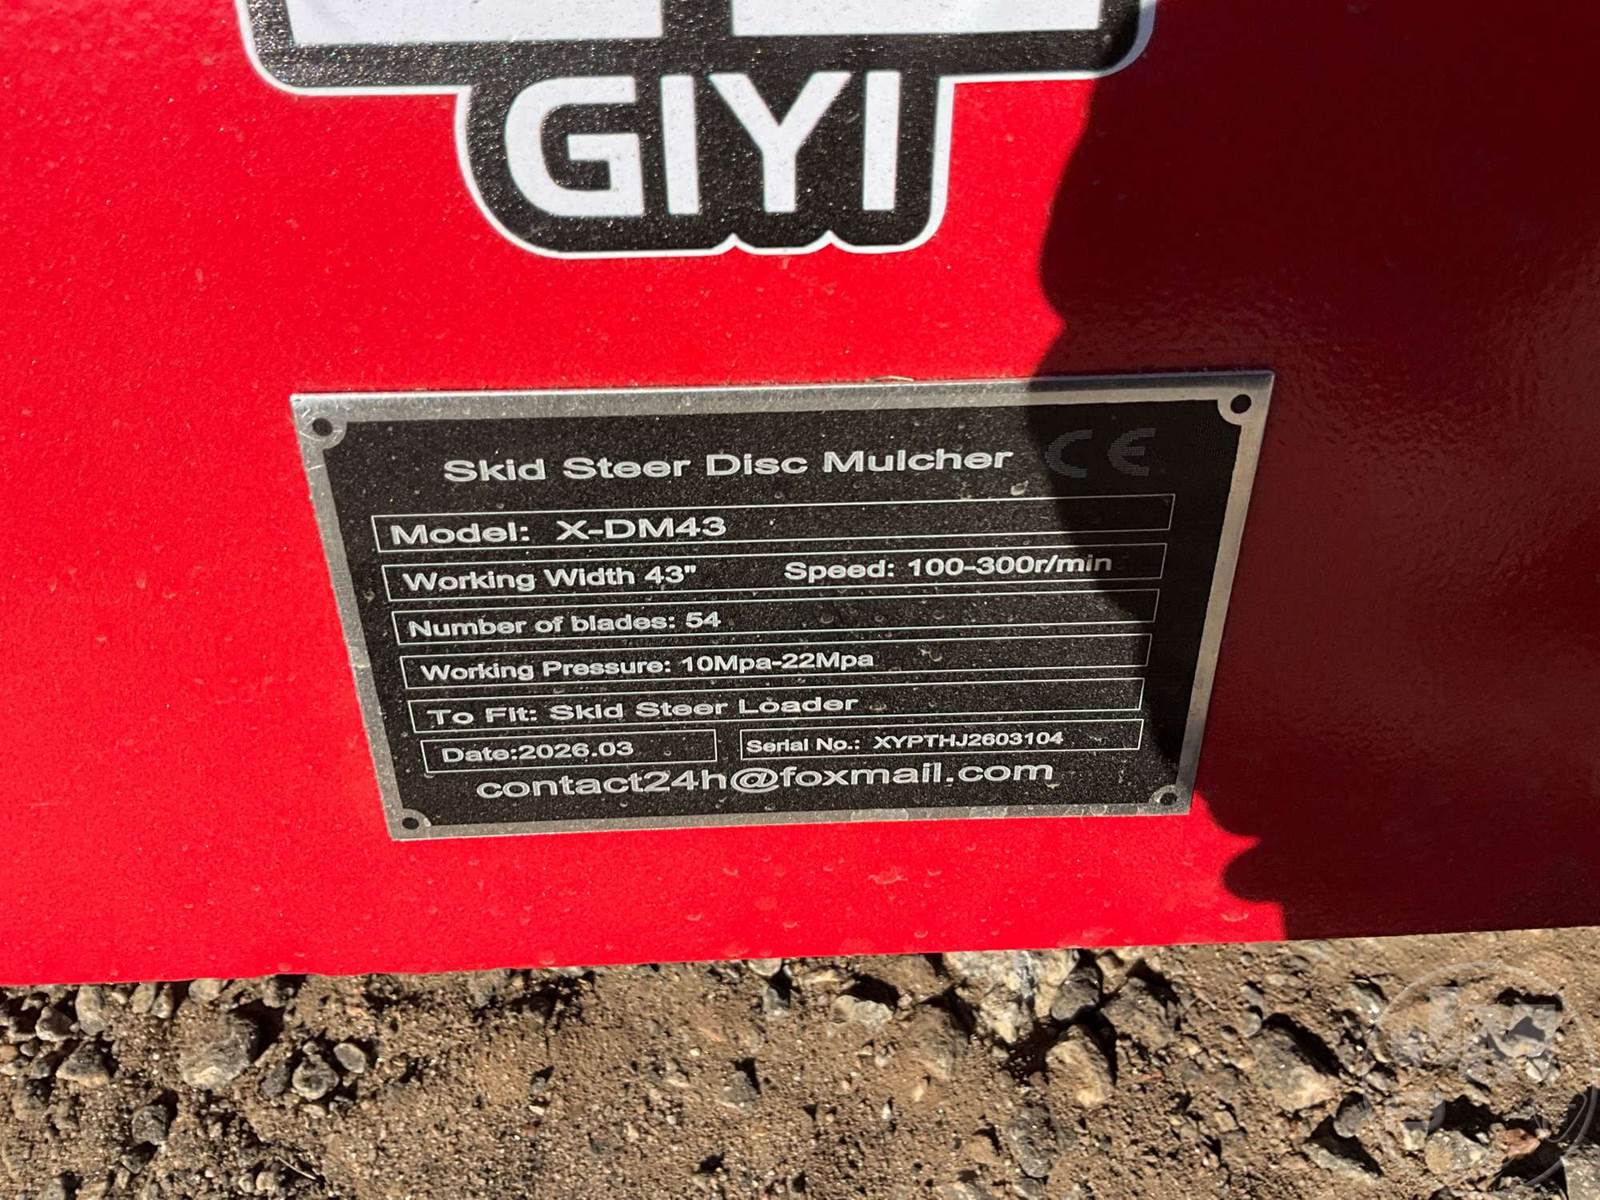 GIYI
Skid Steer Disc Mulcher CE
Model: X-DM43
Working Width 43" Speed: 100-300r/min
Number of blades: 54
Working Pressure: 10Mpa-22Mpa
To Fit: Skid Steer Loader
Date:2026.03 Serial No.: XYPTHJ2603104
contact24h@foxmail.com